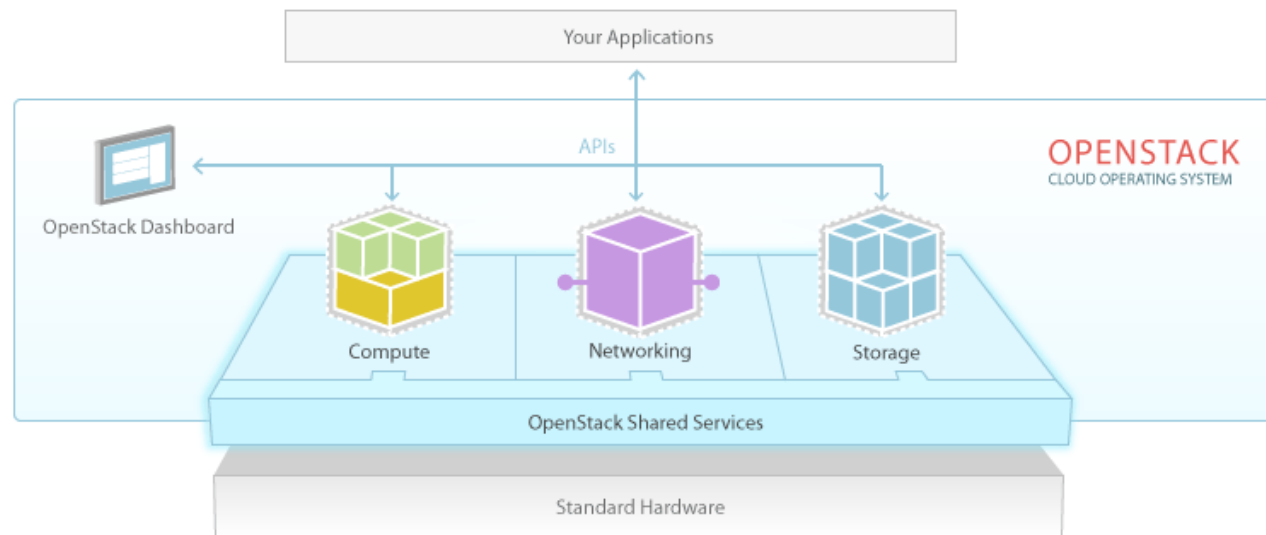 Your Applications
APIs
OPENSTACK
CLOUD OPERATING SYSTEM
OpenStack Dashboard
Compute
Networking
Storage
OpenStack Shared Services
Standard Hardware